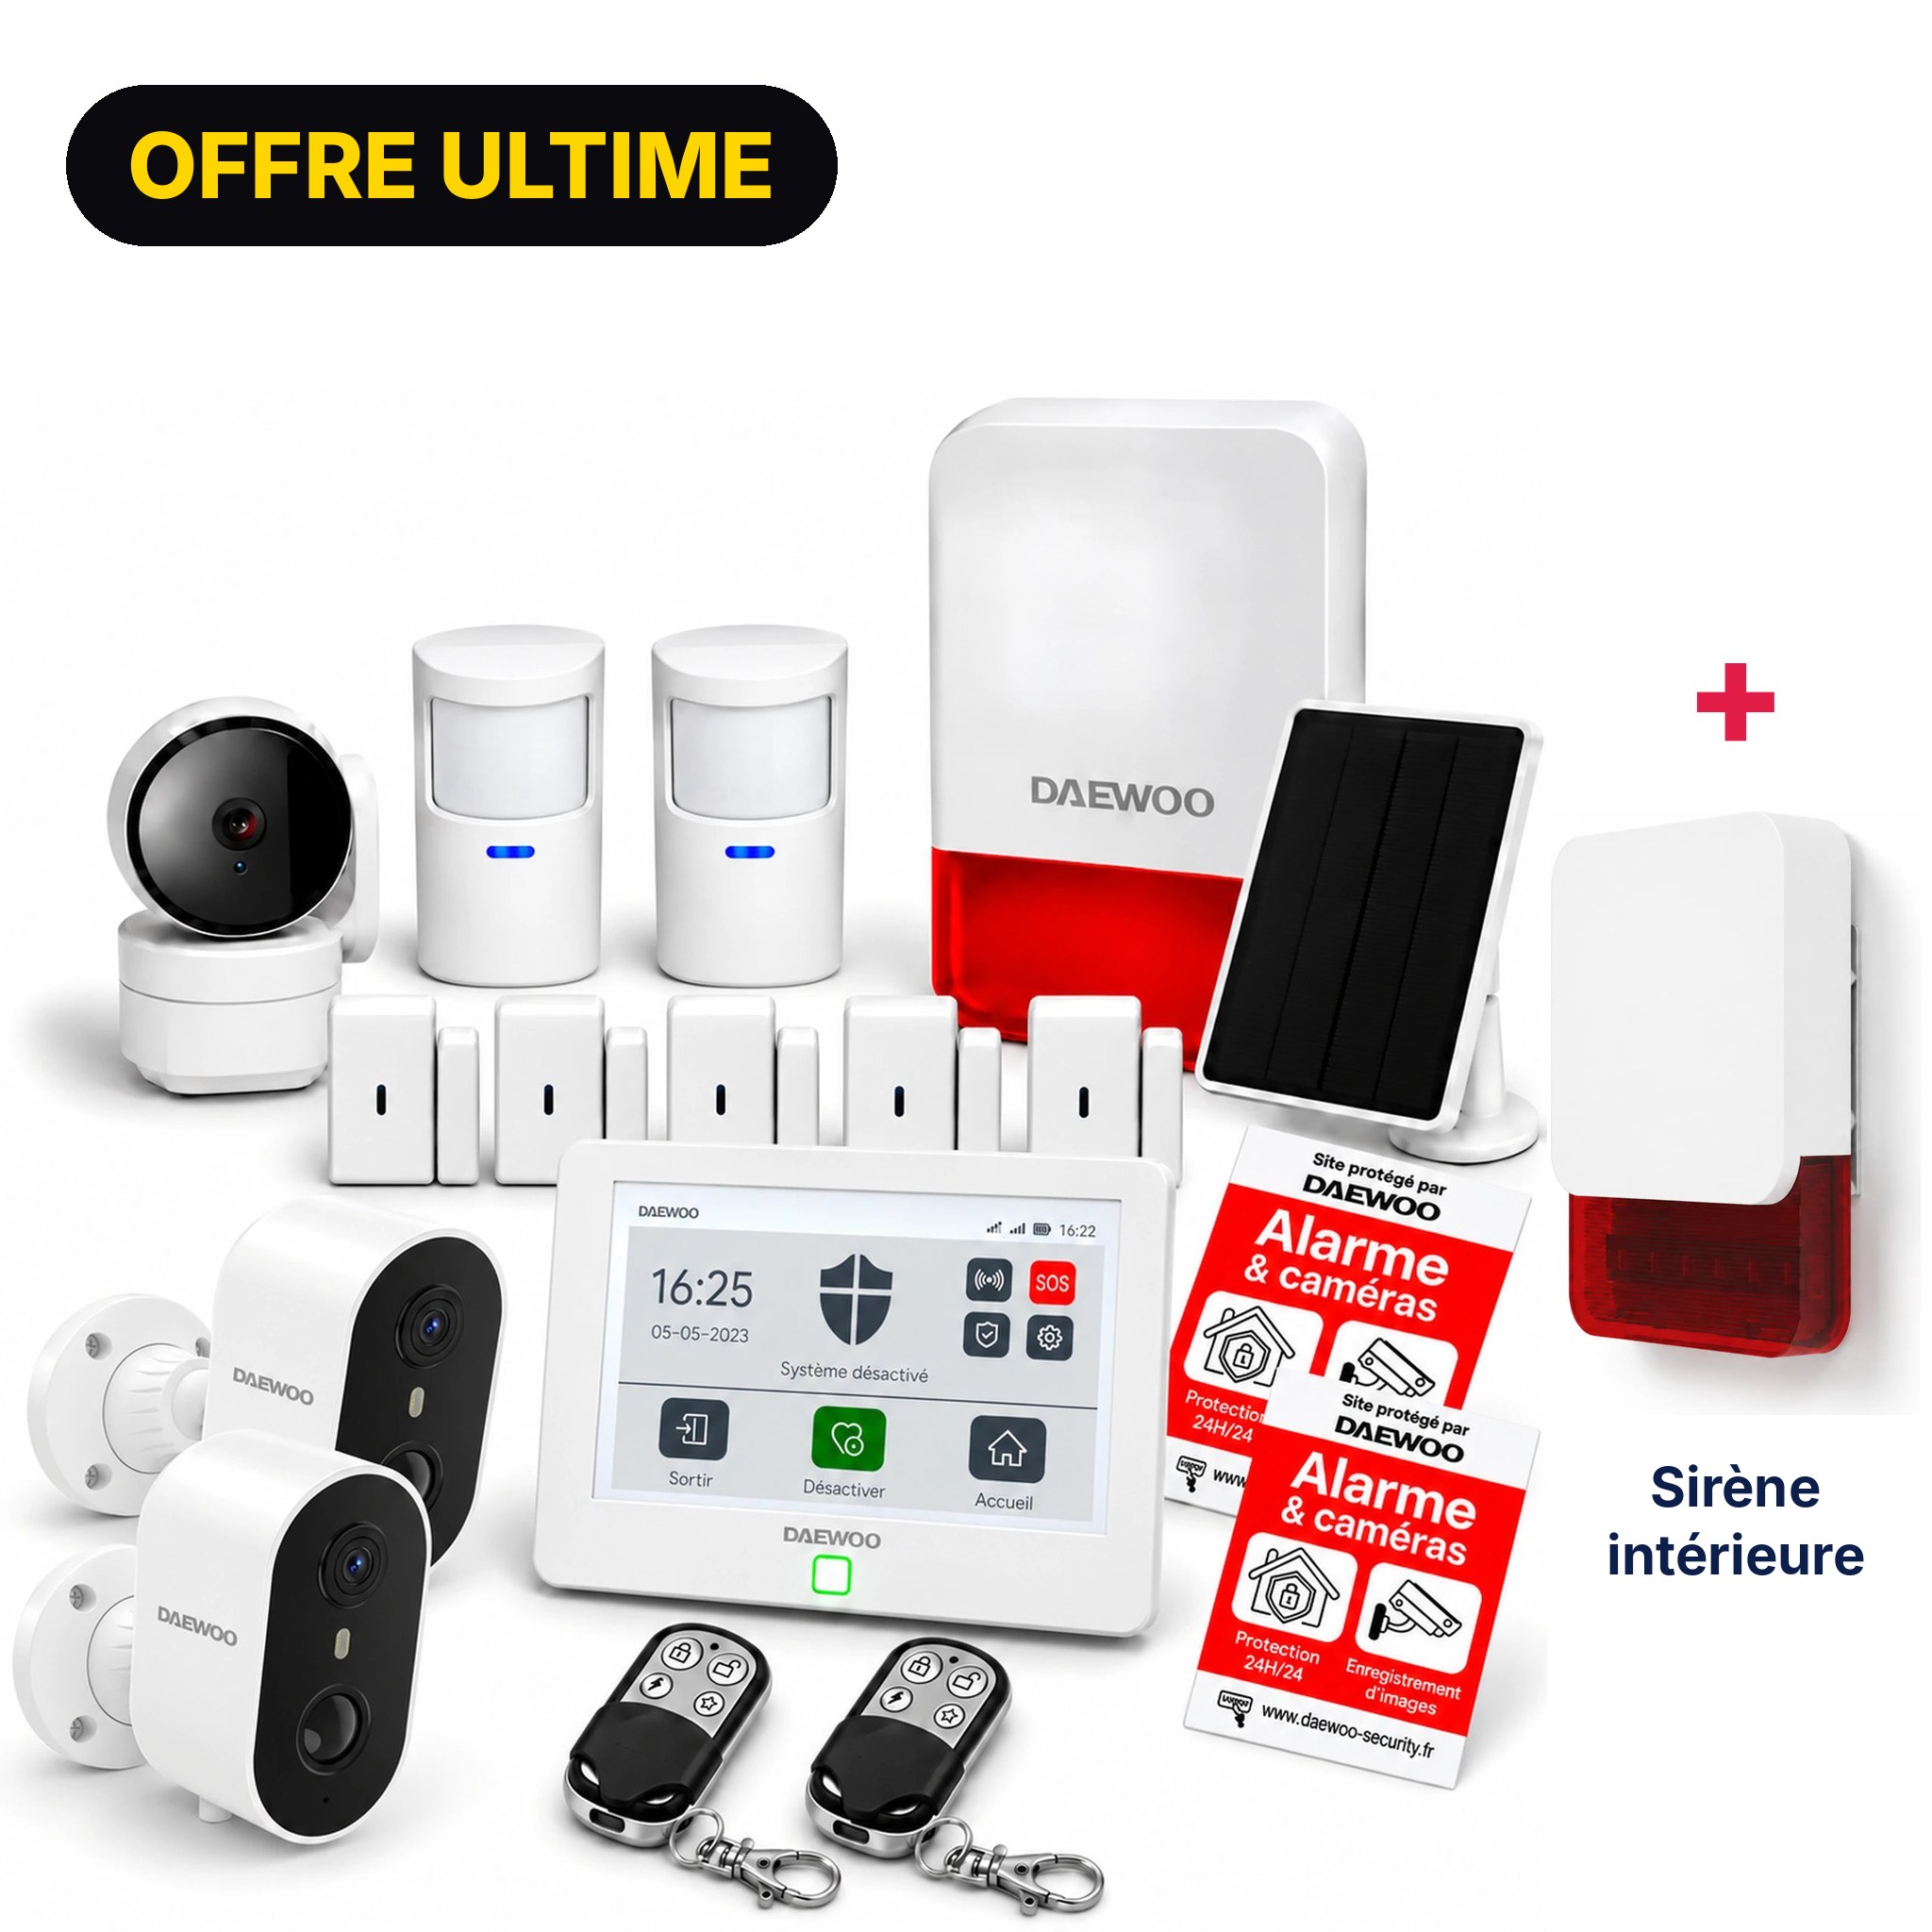 OFFRE ULTIME
DAEWOO
DAEWOO
16:22
16:25
SOS
05-05-2023
Système désactivé
Sortir
Désactiver
Accueil
DAEWOO
DAEWOO
DAEWOO
Site protégé par
DAEWOO
Alarme
& caméras
Protection
24H/24
www.
Site protégé par
DAEWOO
Alarme
& caméras
Protection
24H/24
Enregistrement
d'images
www.daewoo-security.fr
Sirène
intérieure